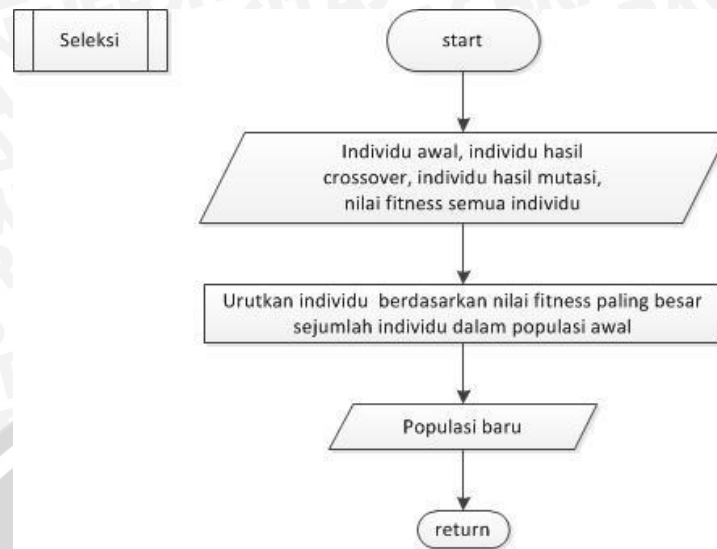 Seleksi
start
Individu awal, individu hasil
crossover, individu hasil mutasi,
nilai fitness semua individu
Urutkan individu berdasarkan nilai fitness paling besar
sejumlah individu dalam populasi awal
Populasi baru
return